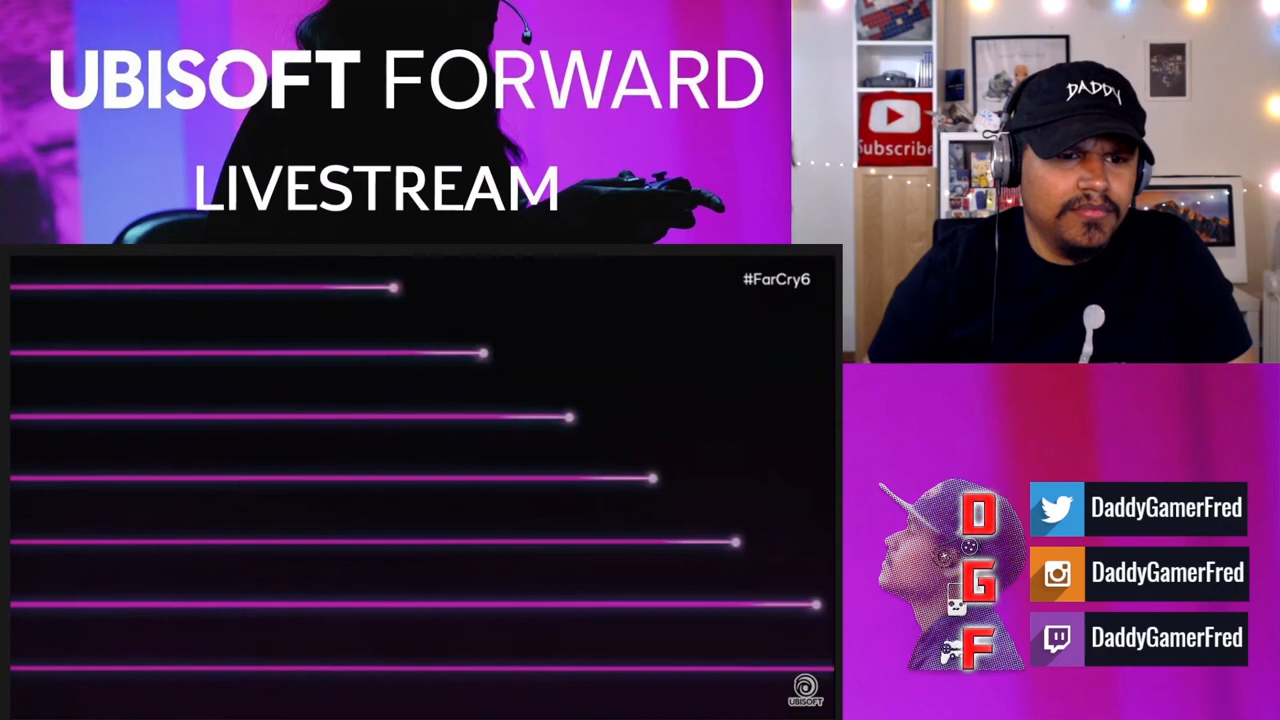 UBISOFT FORWARD
LIVESTREAM
DADDY
Subscribe
#FarCry6
UBISOFT
D
G
F
DaddyGamerFred
DaddyGamerFred
DaddyGamerFred